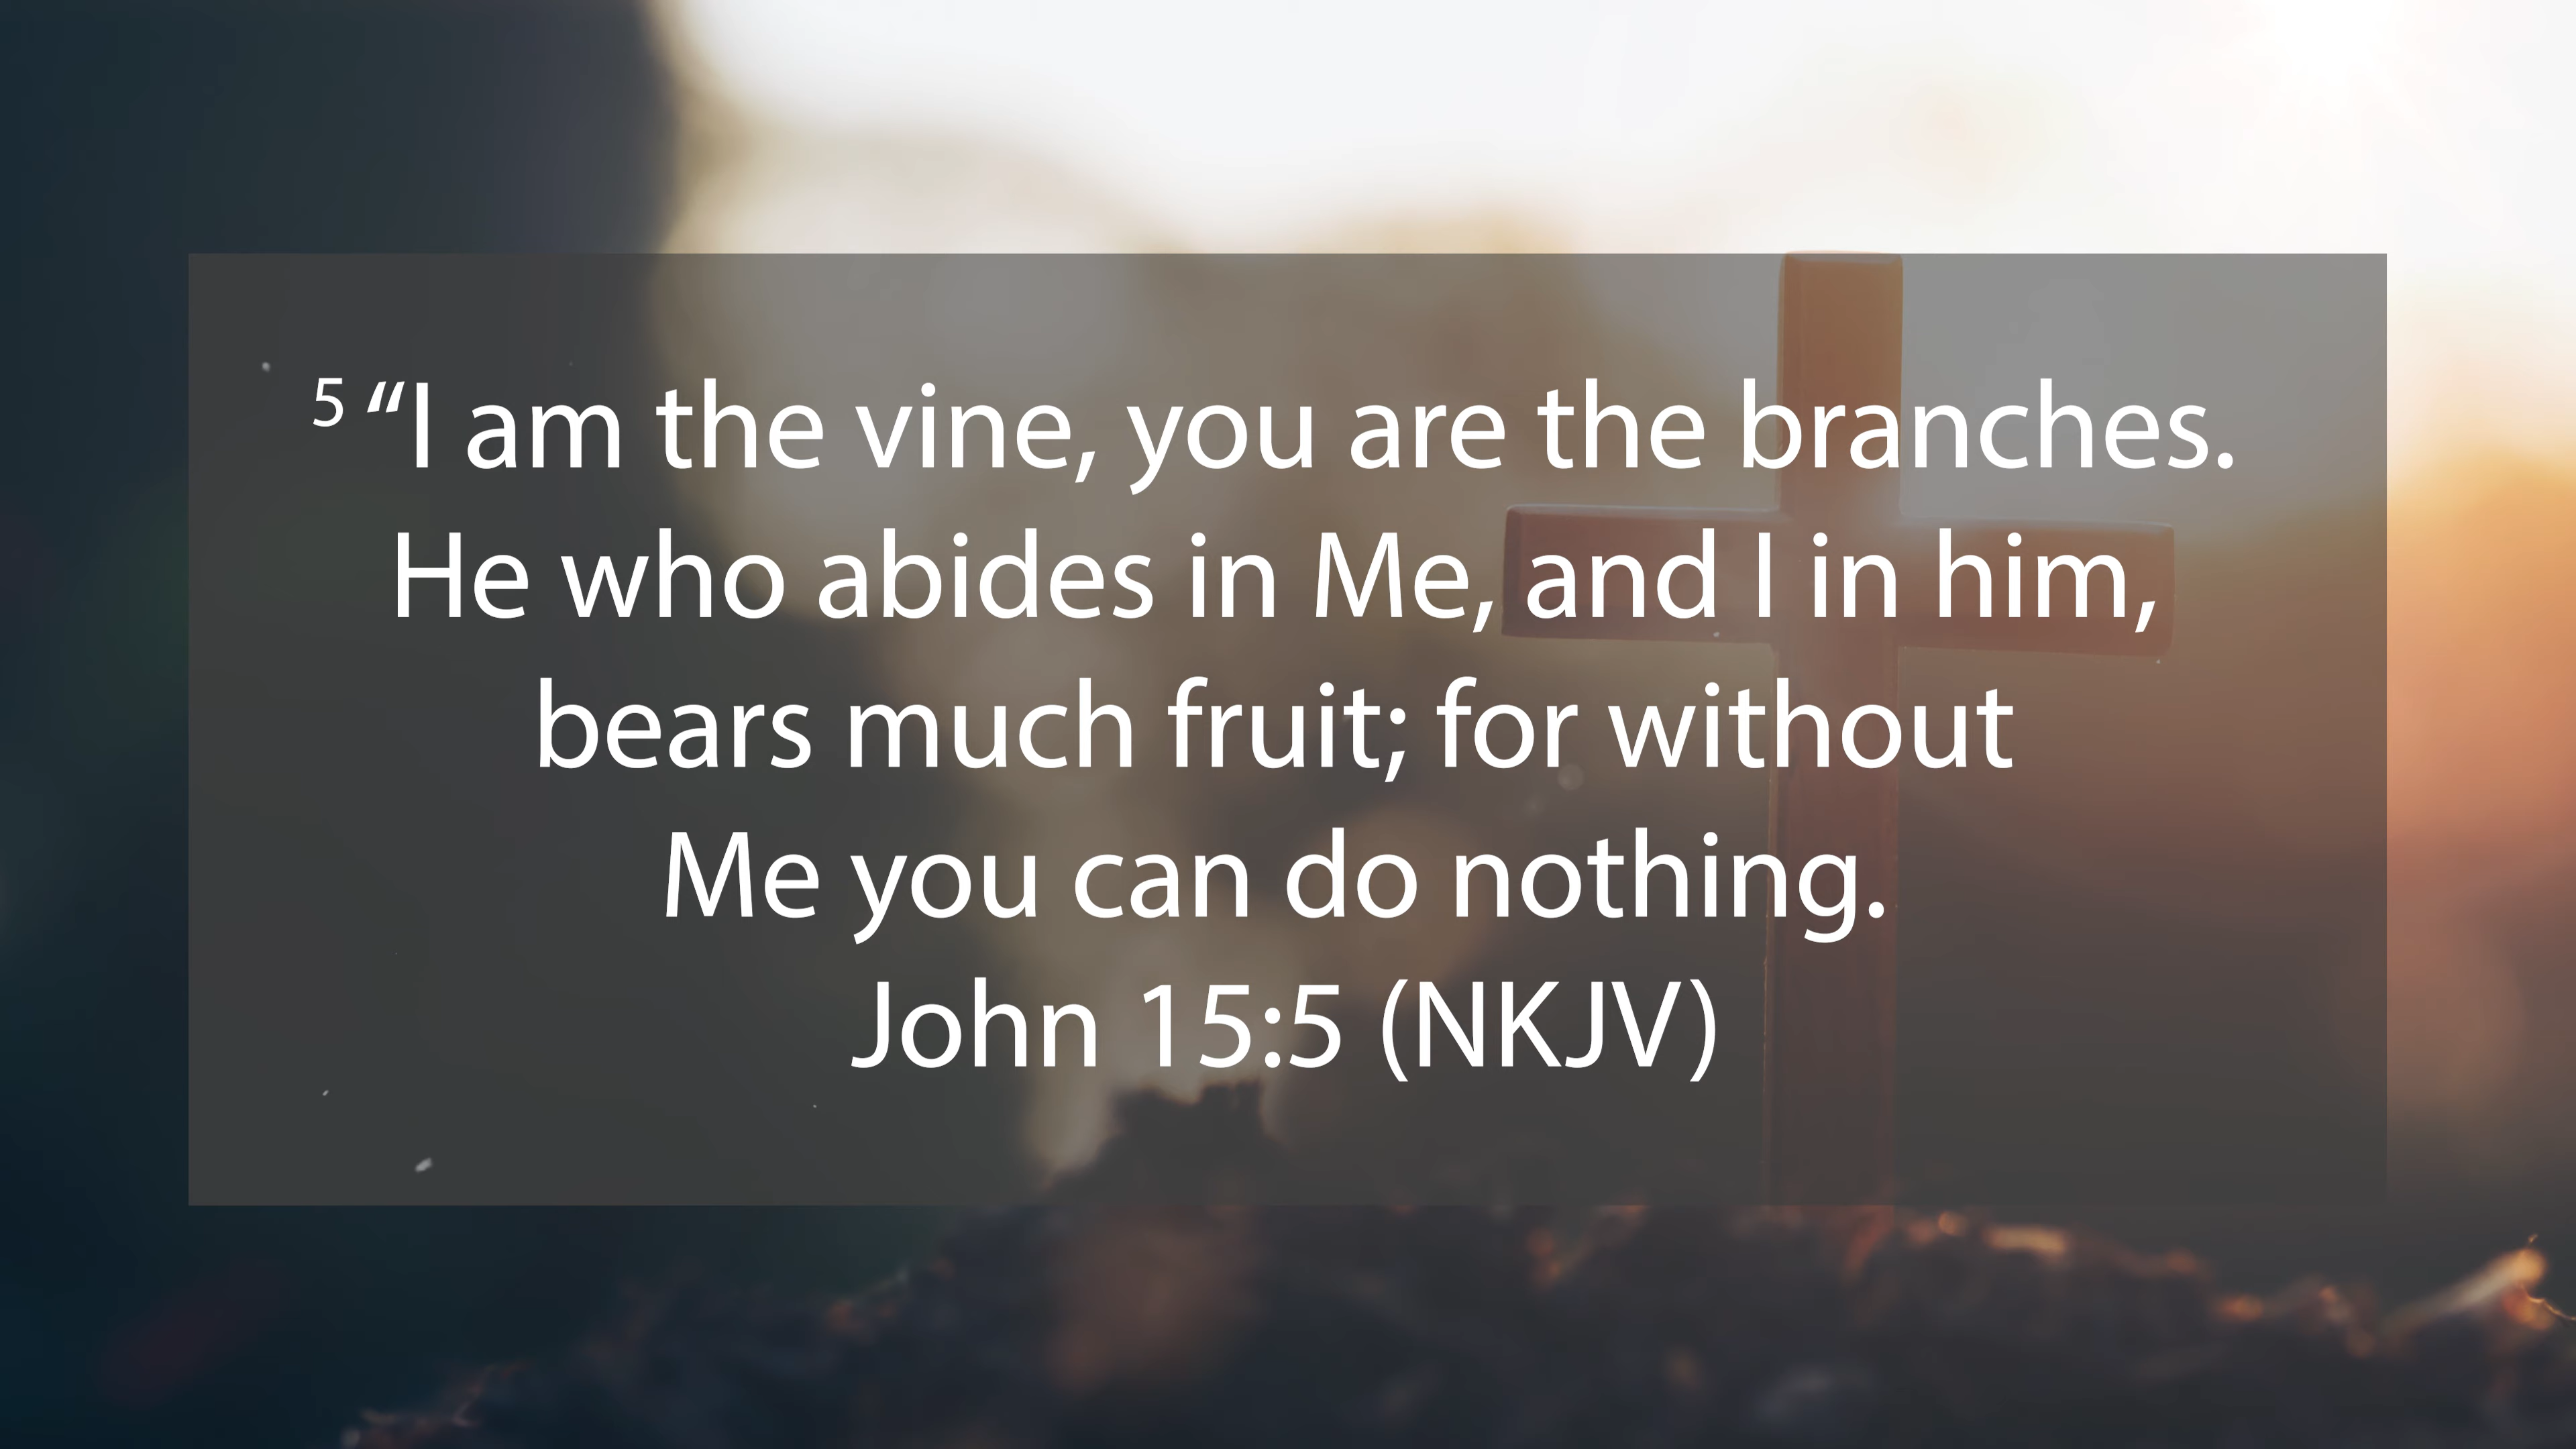 5 “I am the vine, you are the branches.
He who abides in Me, and I in him,
bears much fruit; for without
Me you can do nothing.
John 15:5 (NKJV)